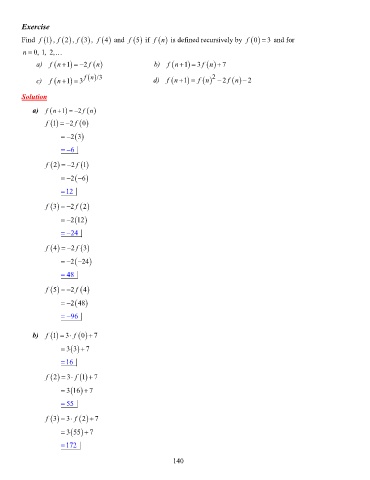 Exercise
Find f(1), f(2), f(3), f(4) and f(5) if f(n) is defined recursively by f(0) = 3 and for
n = 0, 1, 2,…
a) f(n+1) = −2f(n) b) f(n+1) = 3f(n) + 7
c) f(n+1) = 3^{f(n)/3} d) f(n+1) = f(n)² − 2f(n) − 2
Solution
a) f(n+1) = −2f(n)
f(1) = −2f(0)
= −2(3)
= −6
f(2) = −2f(1)
= −2(−6)
= 12
f(3) = −2f(2)
= −2(12)
= −24
f(4) = −2f(3)
= −2(−24)
= 48
f(5) = −2f(4)
= −2(48)
= −96
b) f(1) = 3·f(0) + 7
= 3(3) + 7
= 16
f(2) = 3·f(1) + 7
= 3(16) + 7
= 55
f(3) = 3·f(2) + 7
= 3(55) + 7
= 172
140